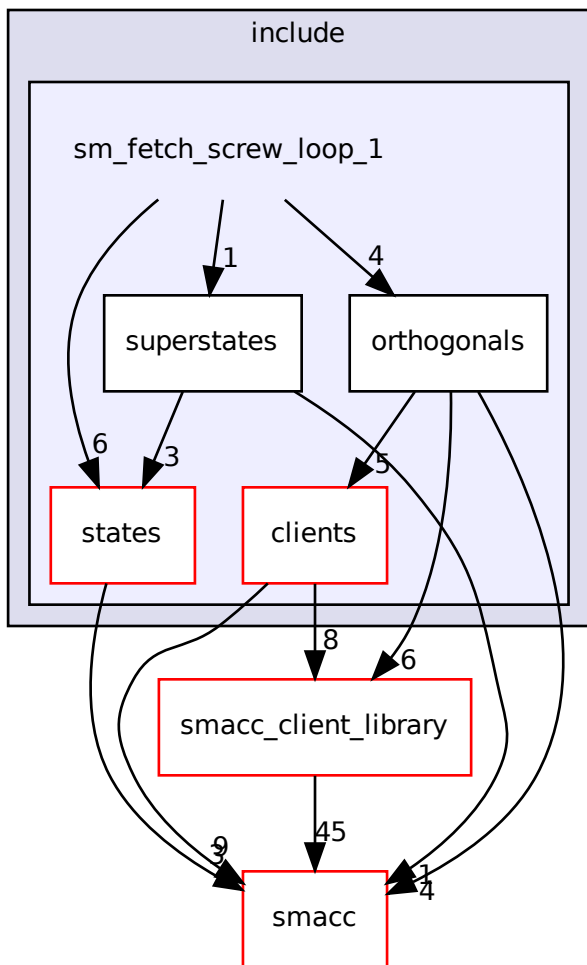 include
sm_fetch_screw_loop_1
1
4
superstates
orthogonals
6
3
5
states
clients
8
6
smacc_client_library
45
9
3
1
4
smacc